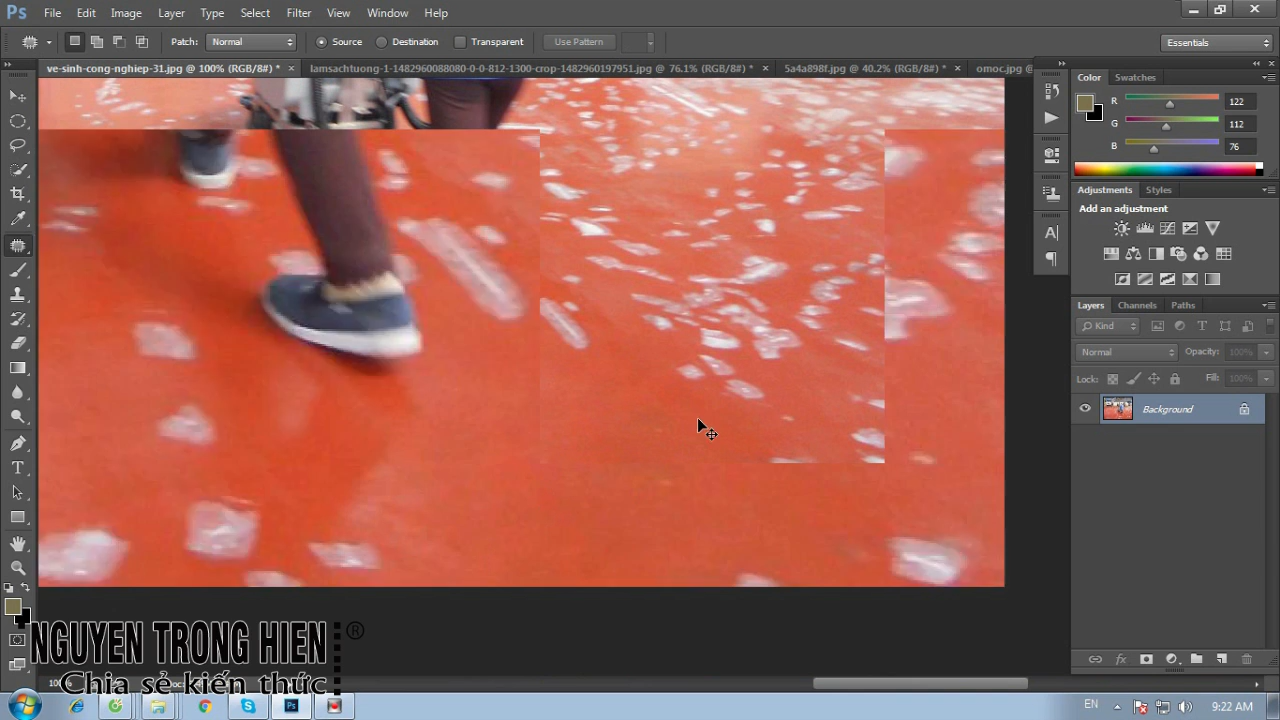 Ps File Edit Image Layer Type Select Filter View Window Help
Patch: Normal Source Destination Transparent Use Pattern Essentials
ve-sinh-cong-nghiep-31.jpg @ 100% (RGB/8#) * × lamsachtuong-1-1482960088080-0-0-812-1300-crop-1482960197951.jpg @ 76.1% (RGB/8#) * × 5a4a898f.jpg @ 40.2% (RGB/8#) * × omoc.jpg @
Color Swatches
R 122
G 112
B 76
Adjustments Styles
Add an adjustment
Layers Channels Paths
Kind
Normal Opacity: 100%
Lock: Fill: 100%
Background
NGUYEN TRONG HIEN ®
Chia sẻ kiến thức
100%
EN 9:22 AM